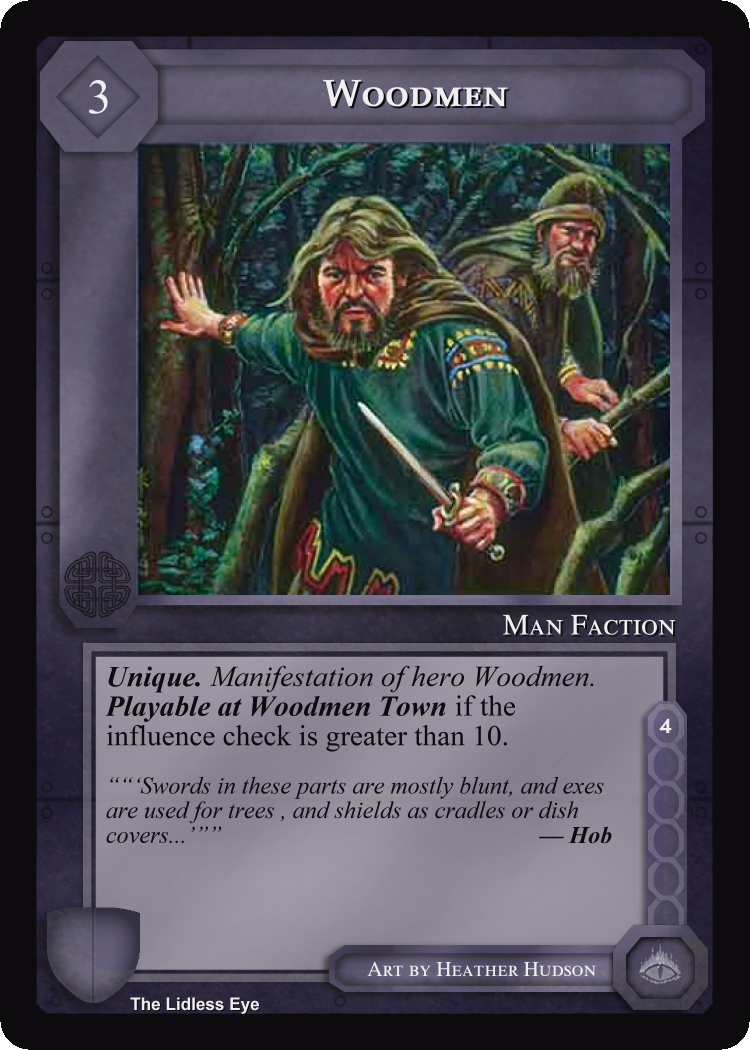 3
WOODMEN
MAN FACTION
Unique. Manifestation of hero Woodmen.
Playable at Woodmen Town if the
influence check is greater than 10.
4
““‘Swords in these parts are mostly blunt, and exes
are used for trees , and shields as cradles or dish
covers...’””
— Hob
ART BY HEATHER HUDSON
The Lidless Eye